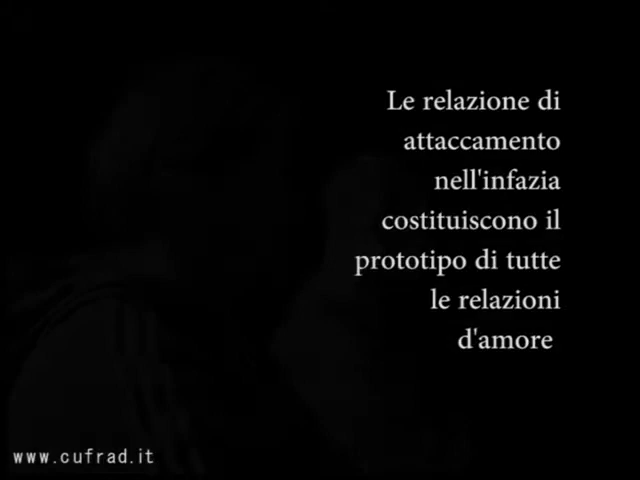 Le relazione di
attaccamento
nell'infazia
costituiscono il
prototipo di tutte
le relazioni
d'amore
www.cufrad.it